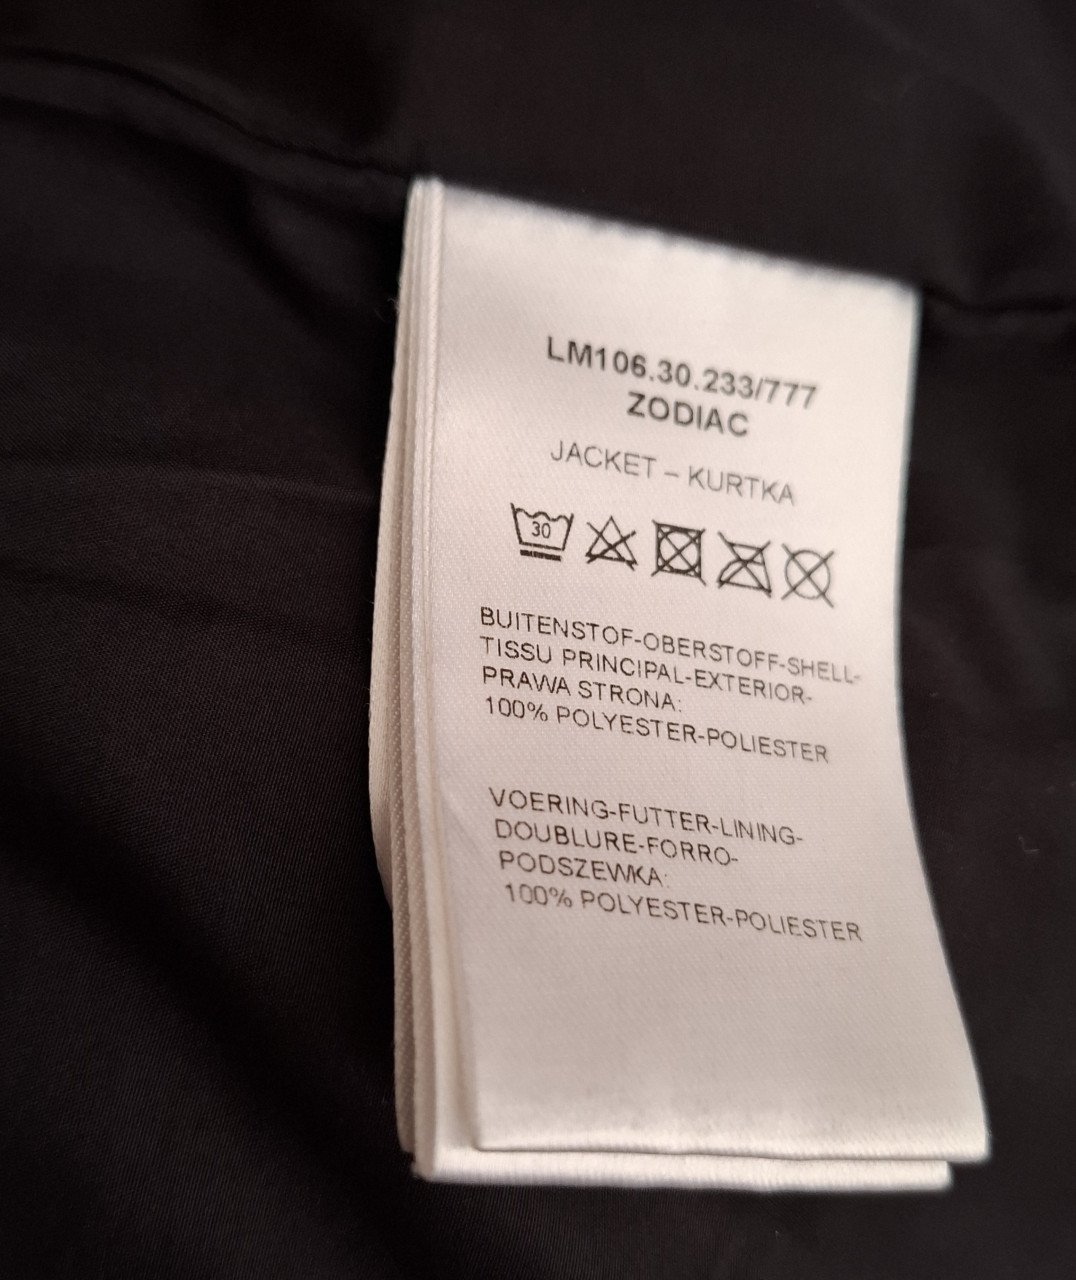 LM106.30.233/777
ZODIAC
JACKET – KURTKA
30
BUITENSTOF-OBERSTOFF-SHELL-
TISSU PRINCIPAL-EXTERIOR-
PRAWA STRONA:
100% POLYESTER-POLIESTER
VOERING-FUTTER-LINING-
DOUBLURE-FORRO-
PODSZEWKA:
100% POLYESTER-POLIESTER